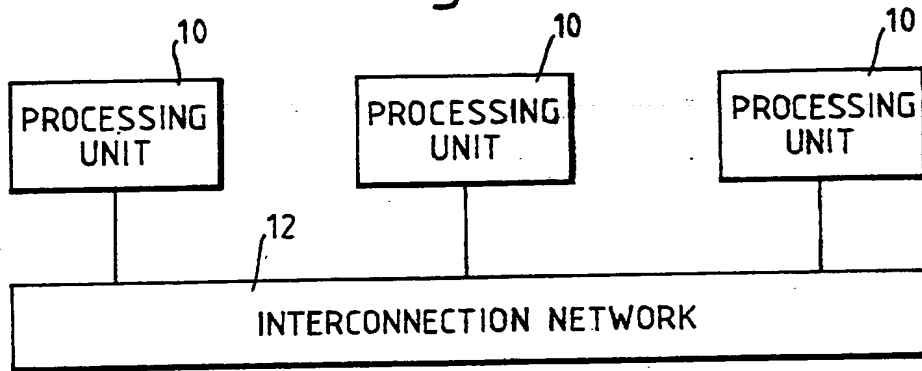 10
10
10
PROCESSING
UNIT
PROCESSING
UNIT
PROCESSING
UNIT
12
INTERCONNECTION NETWORK